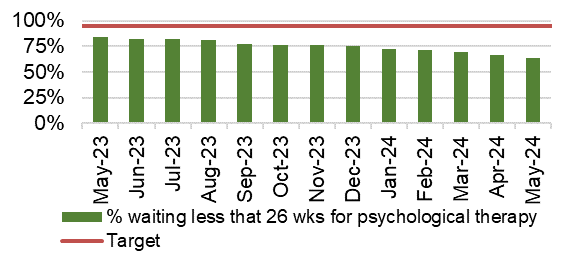 100%
75%
50%
25%
0%
May-23
Jun-23
Jul-23
Aug-23
Sep-23
Oct-23
Nov-23
Dec-23
Jan-24
Feb-24
Mar-24
Apr-24
May-24
% waiting less that 26 wks for psychological therapy
Target